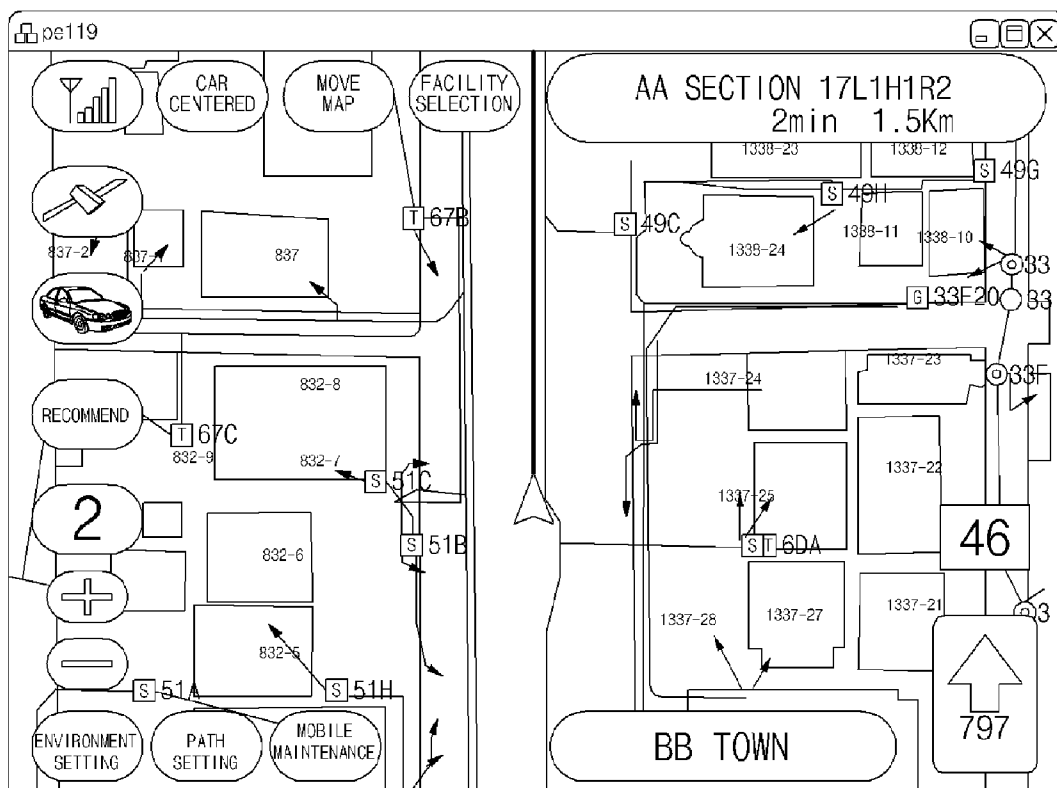 pe119
CAR
CENTERED
MOVE
MAP
FACILITY
SELECTION
AA SECTION 17L1H1R2
2min 1.5Km
1338-23
1338-12
S 49G
S 49H
T 67B
S 49C
837-2
837-1
837
1338-24
1338-11
1338-10
33
G 33F20
33
832-8
1337-24
1337-23
33F
RECOMMEND
T 67C
832-9
832-7
S 51C
1337-22
1337-25
2
832-6
S 51B
S T 6DA
46
832-5
1337-28
1337-27
1337-21
3
S 51A
S 51H
797
ENVIRONMENT
SETTING
PATH
SETTING
MOBILE
MAINTENANCE
BB TOWN